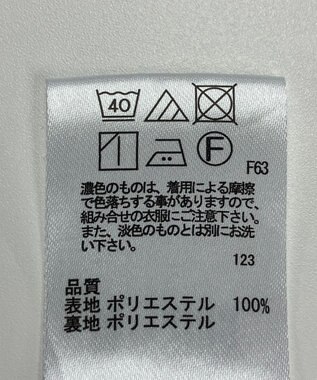 40
F
F63
濃色のものは、着用による摩擦
で色落ちする事がありますので、
組み合せの衣服にご注意下さい。
また、淡色のものとは別にお洗
い下さい。
123
品質
表地 ポリエステル 100%
裏地 ポリエステル